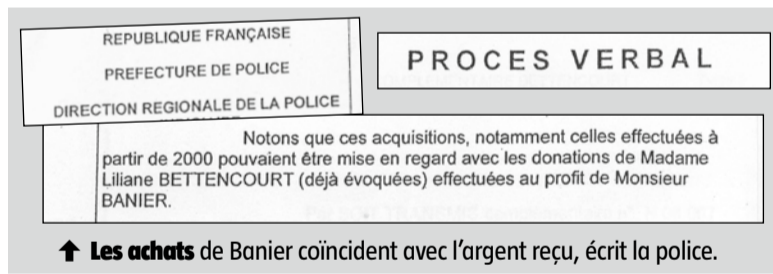 REPUBLIQUE FRANÇAISE
PREFECTURE DE POLICE
DIRECTION REGIONALE DE LA POLICE
PROCES VERBAL
Notons que ces acquisitions, notamment celles effectuées à
partir de 2000 pouvaient être mise en regard avec les donations de Madame
Liliane BETTENCOURT (déjà évoquées) effectuées au profit de Monsieur
BANIER.
Les achats de Banier coïncident avec l'argent reçu, écrit la police.